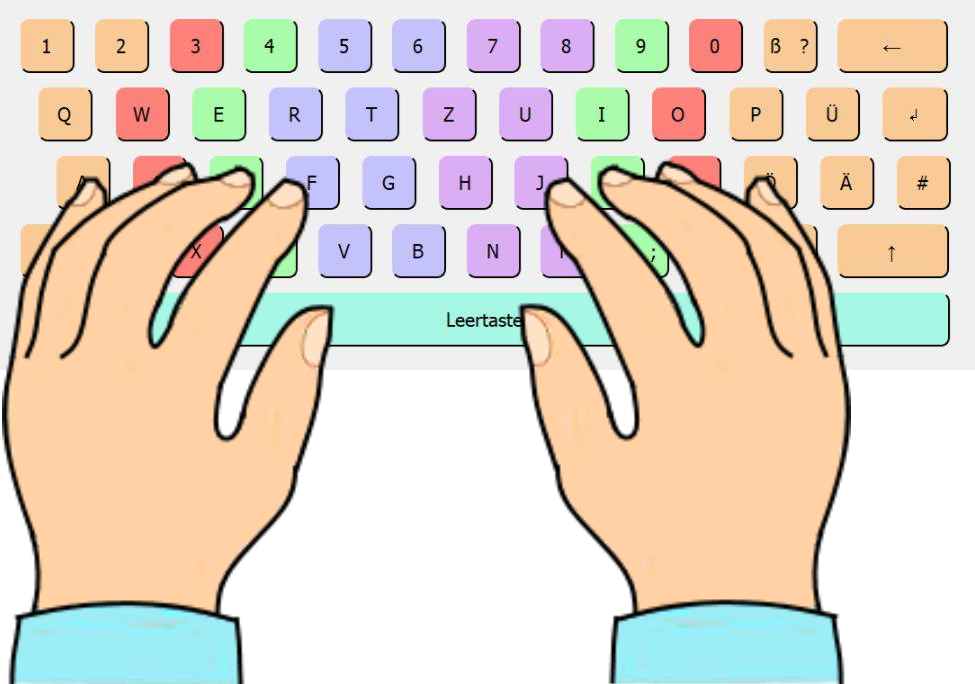 1 2 3 4 5 6 7 8 9 0 ß ? ←
Q W E R T Z U I O P Ü ↲
A F G H J Ö Ä #
X V B N ; ↑
Leertaste